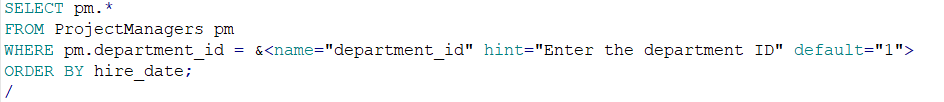 SELECT pm.*
FROM ProjectManagers pm
WHERE pm.department_id = &<name="department_id" hint="Enter the department ID" default="1">
ORDER BY hire_date;
/